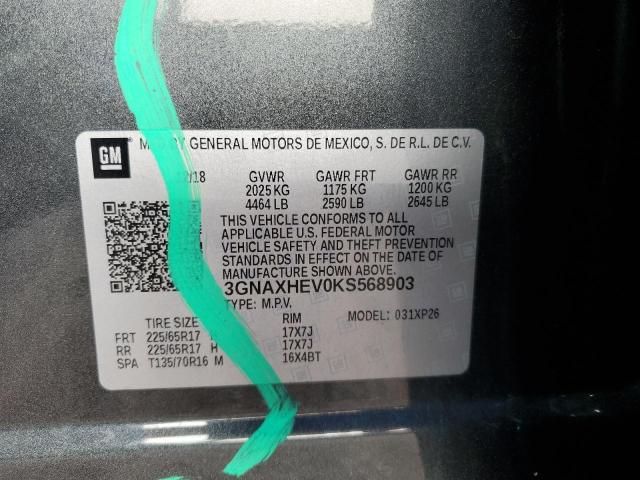 GM
BY GENERAL MOTORS DE MEXICO, S. DE R.L. DE C.V.
/18 GVWR GAWR FRT GAWR RR
2025 KG 1175 KG 1200 KG
4464 LB 2590 LB 2645 LB
THIS VEHICLE CONFORMS TO ALL
APPLICABLE U.S. FEDERAL MOTOR
VEHICLE SAFETY AND THEFT PREVENTION
STANDARDS IN EFFECT ON THE DATE OF
MANUFACTURE SHOWN ABOVE.
3GNAXHEV0KS568903
TYPE: M.P.V.
TIRE SIZE RIM MODEL: 031XP26
FRT 225/65R17 17X7J
RR 225/65R17 H 17X7J
SPA T135/70R16 M 16X4BT